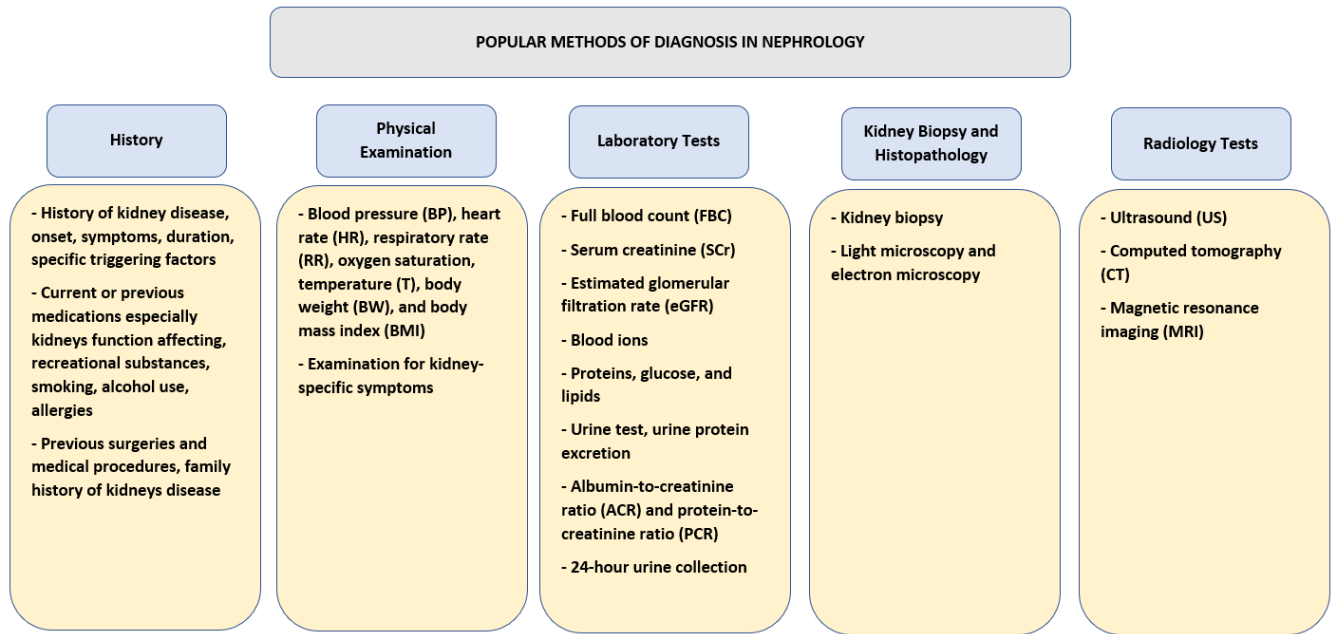 POPULAR METHODS OF DIAGNOSIS IN NEPHROLOGY
History
- History of kidney disease,
onset, symptoms, duration,
specific triggering factors
- Current or previous
medications especially
kidneys function affecting,
recreational substances,
smoking, alcohol use,
allergies
- Previous surgeries and
medical procedures, family
history of kidneys disease
Physical
Examination
- Blood pressure (BP), heart
rate (HR), respiratory rate
(RR), oxygen saturation,
temperature (T), body
weight (BW), and body
mass index (BMI)
- Examination for kidney-
specific symptoms
Laboratory Tests
- Full blood count (FBC)
- Serum creatinine (SCr)
- Estimated glomerular
filtration rate (eGFR)
- Blood ions
- Proteins, glucose, and
lipids
- Urine test, urine protein
excretion
- Albumin-to-creatinine
ratio (ACR) and protein-to-
creatinine ratio (PCR)
- 24-hour urine collection
Kidney Biopsy and
Histopathology
- Kidney biopsy
- Light microscopy and
electron microscopy
Radiology Tests
- Ultrasound (US)
- Computed tomography
(CT)
- Magnetic resonance
imaging (MRI)